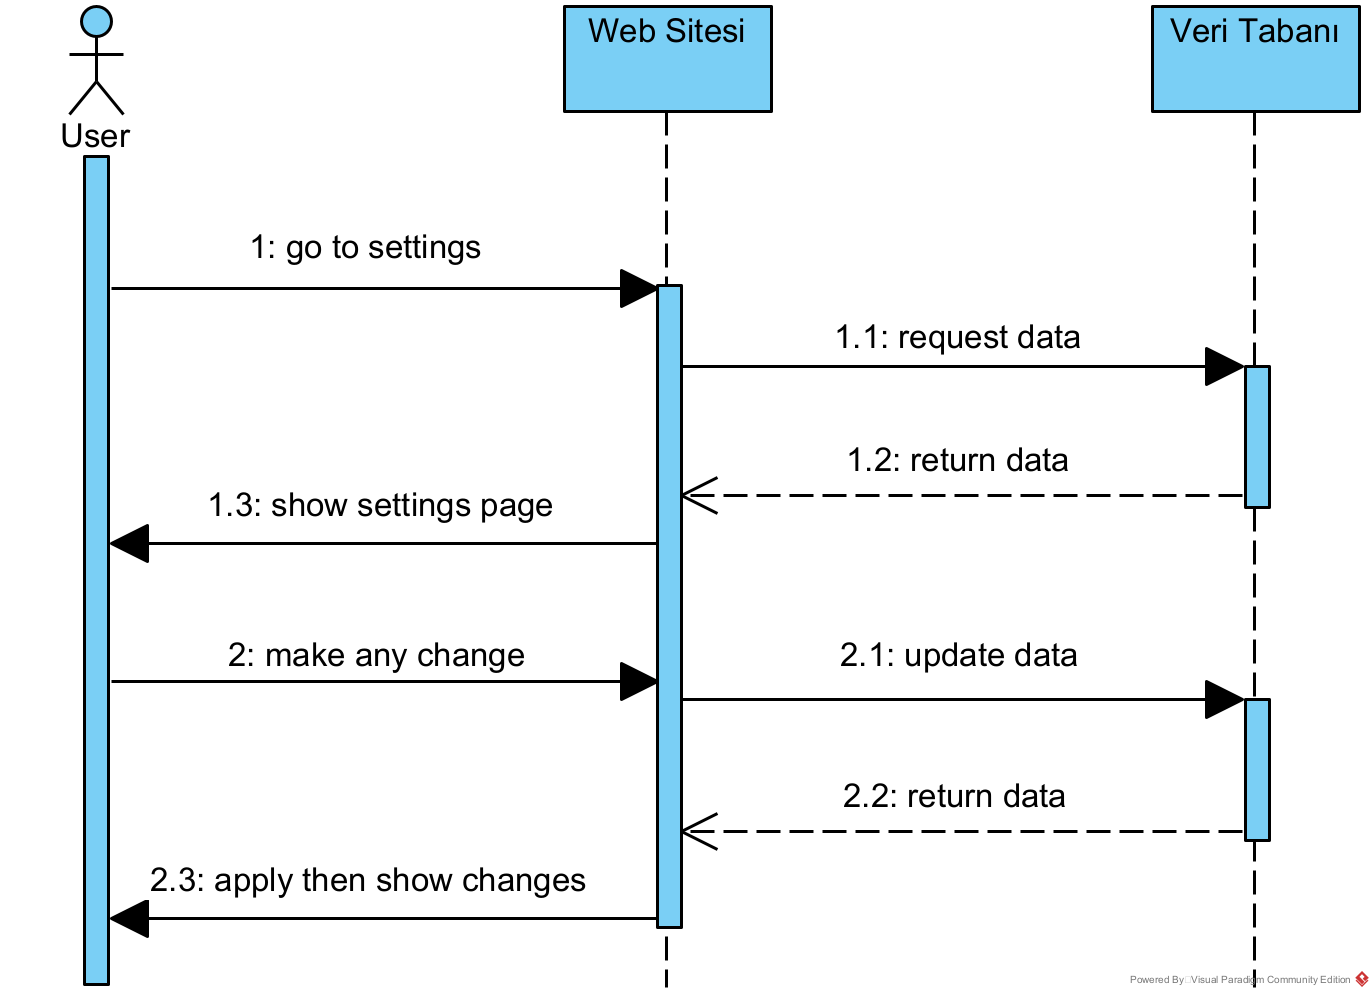 User
Web Sitesi
Veri Tabanı
1: go to settings
1.1: request data
1.2: return data
1.3: show settings page
2: make any change
2.1: update data
2.2: return data
2.3: apply then show changes
Powered By Visual Paradigm Community Edition